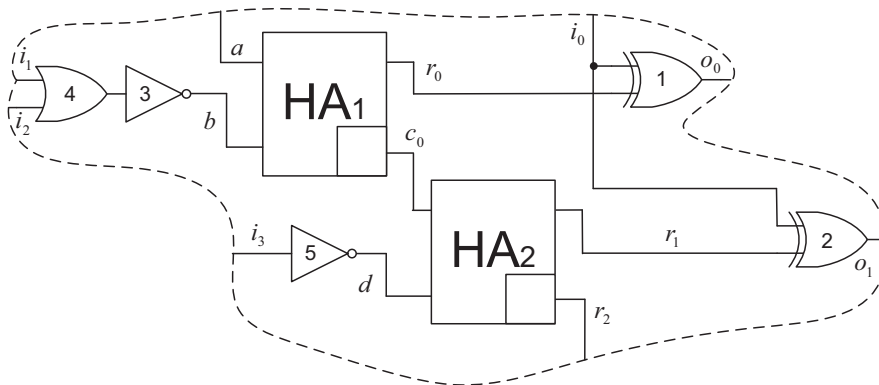 i₀
a
i₁
4
3
i₂
b
HA₁
r₀
c₀
1
o₀
i₃
5
d
HA₂
r₁
r₂
2
o₁